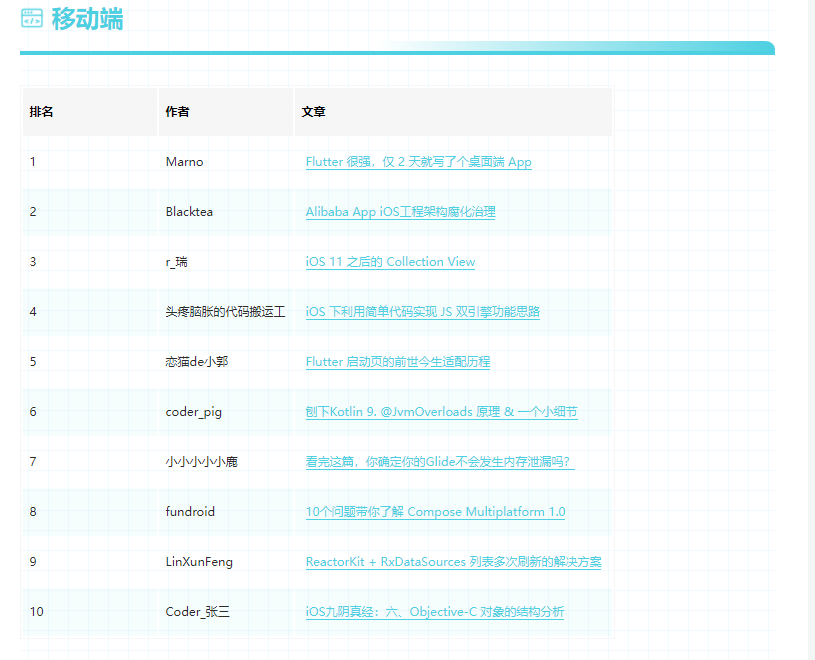 移动端
排名 作者 文章
1 Marno Flutter 很强，仅 2 天就写了个桌面端 App
2 Blacktea Alibaba App iOS工程架构腐化治理
3 r_瑞 iOS 11 之后的 Collection View
4 头疼脑胀的代码搬运工 iOS 下利用简单代码实现 JS 双引擎功能思路
5 恋猫de小郭 Flutter 启动页的前世今生适配历程
6 coder_pig 刨下Kotlin 9. @JvmOverloads 原理 & 一个小细节
7 小小小小小鹿 看完这篇，你确定你的Glide不会发生内存泄漏吗？
8 fundroid 10个问题带你了解 Compose Multiplatform 1.0
9 LinXunFeng ReactorKit + RxDataSources 列表多次刷新的解决方案
10 Coder_张三 iOS九阴真经：六、Objective-C 对象的结构分析